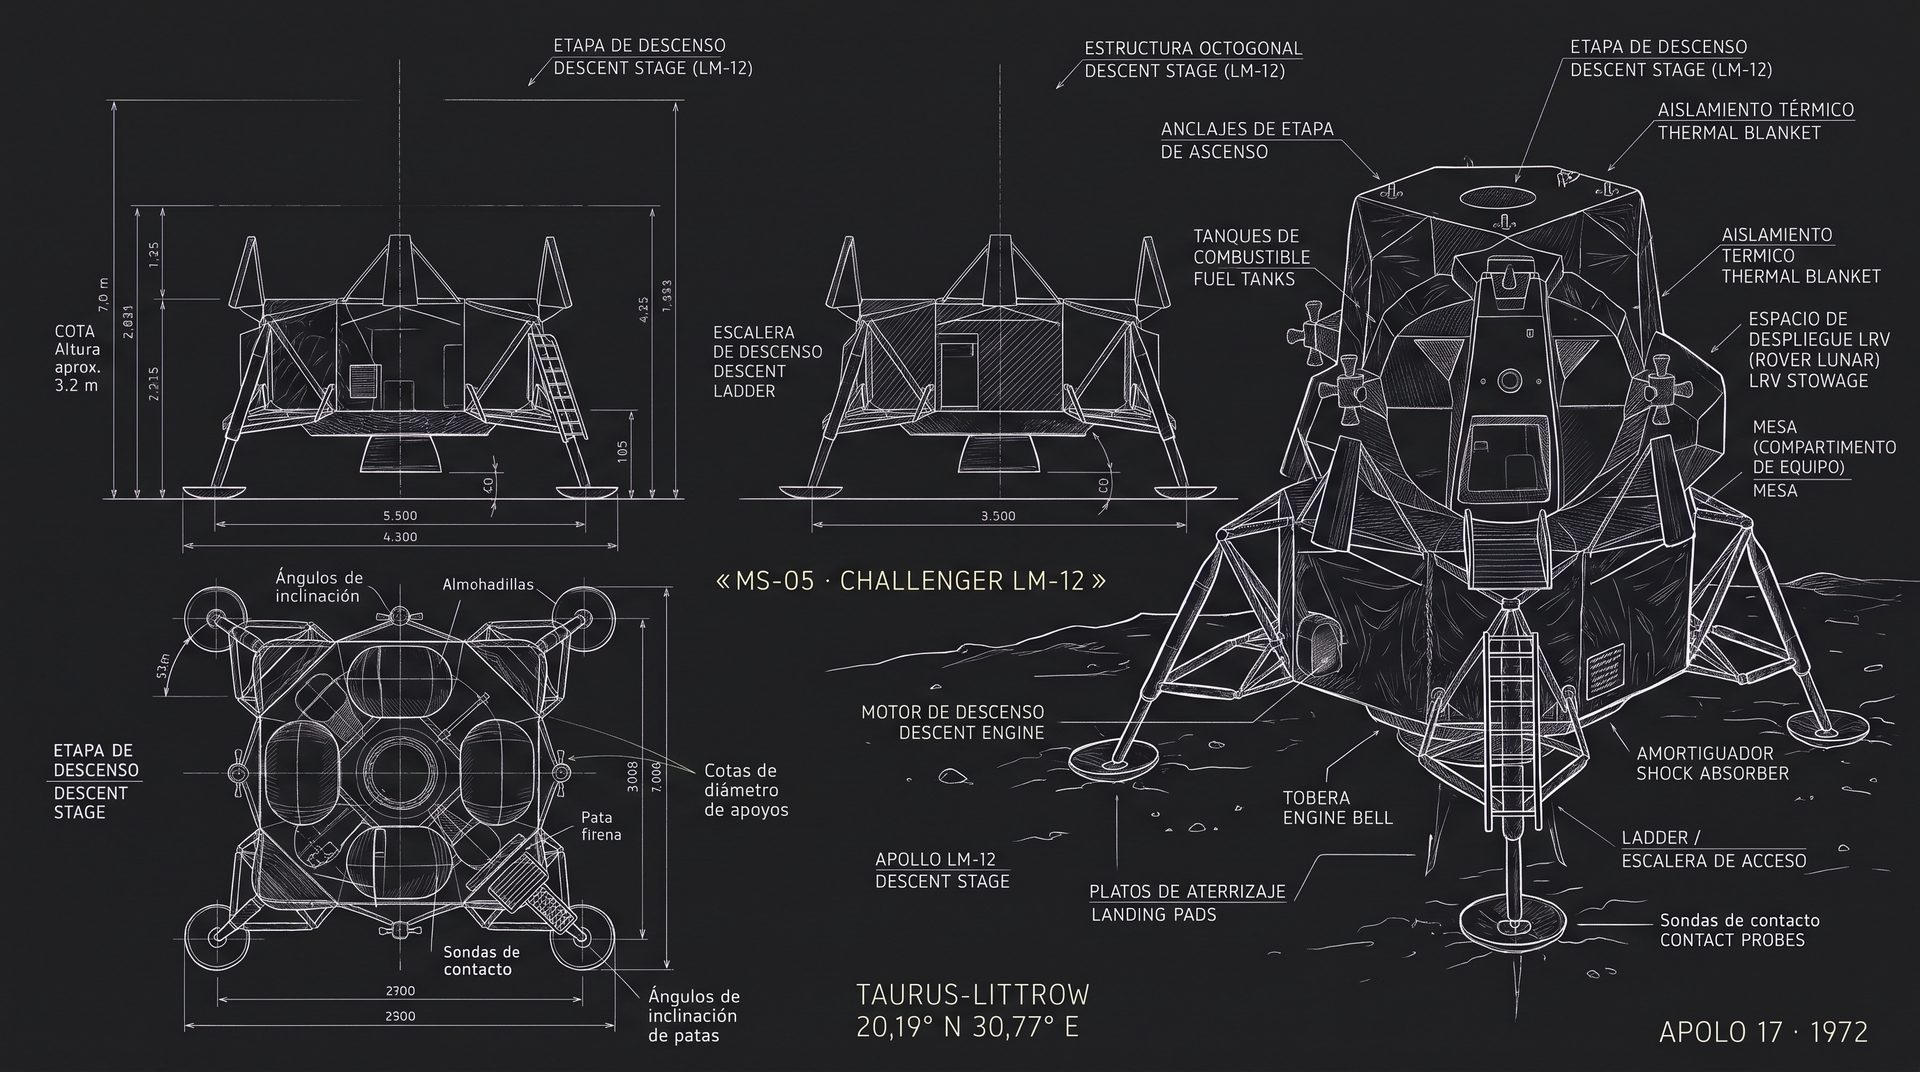 ETAPA DE DESCENSO
DESCENT STAGE (LM-12)
ESTRUCTURA OCTOGONAL
DESCENT STAGE (LM-12)
ETAPA DE DESCENSO
DESCENT STAGE (LM-12)
AISLAMIENTO TÉRMICO
THERMAL BLANKET
ANCLAJES DE ETAPA
DE ASCENSO
TANQUES DE
COMBUSTIBLE
FUEL TANKS
AISLAMIENTO
TERMICO
THERMAL BLANKET
1,25
7,0 m
2.215
4.25
COTA
Altura
aprox.
3.2 m
105
ESCALERA
DE DESCENSO
DESCENT
LADDER
ESPACIO DE
DESPLIEGUE LRV
(ROVER LUNAR)
LRV STOWAGE
MESA
(COMPARTIMENTO
DE EQUIPO)
MESA
CO
CO
5.500
4.300
3.500
«MS-05 · CHALLENGER LM-12»
Ángulos de
inclinación
Almohadillas
3008
7.000
ETAPA DE
DESCENSO
DESCENT
STAGE
Cotas de
diámetro
de apoyos
Pata
firena
Sondas de
contacto
Ángulos de
inclinación
de patas
2700
2900
MOTOR DE DESCENSO
DESCENT ENGINE
TOBERA
ENGINE BELL
AMORTIGUADOR
SHOCK ABSORBER
LADDER /
ESCALERA DE ACCESO
APOLLO LM-12
DESCENT STAGE
PLATOS DE ATERRIZAJE
LANDING PADS
Sondas de contacto
CONTACT PROBES
TAURUS-LITTROW
20,19° N 30,77° E
APOLO 17 · 1972